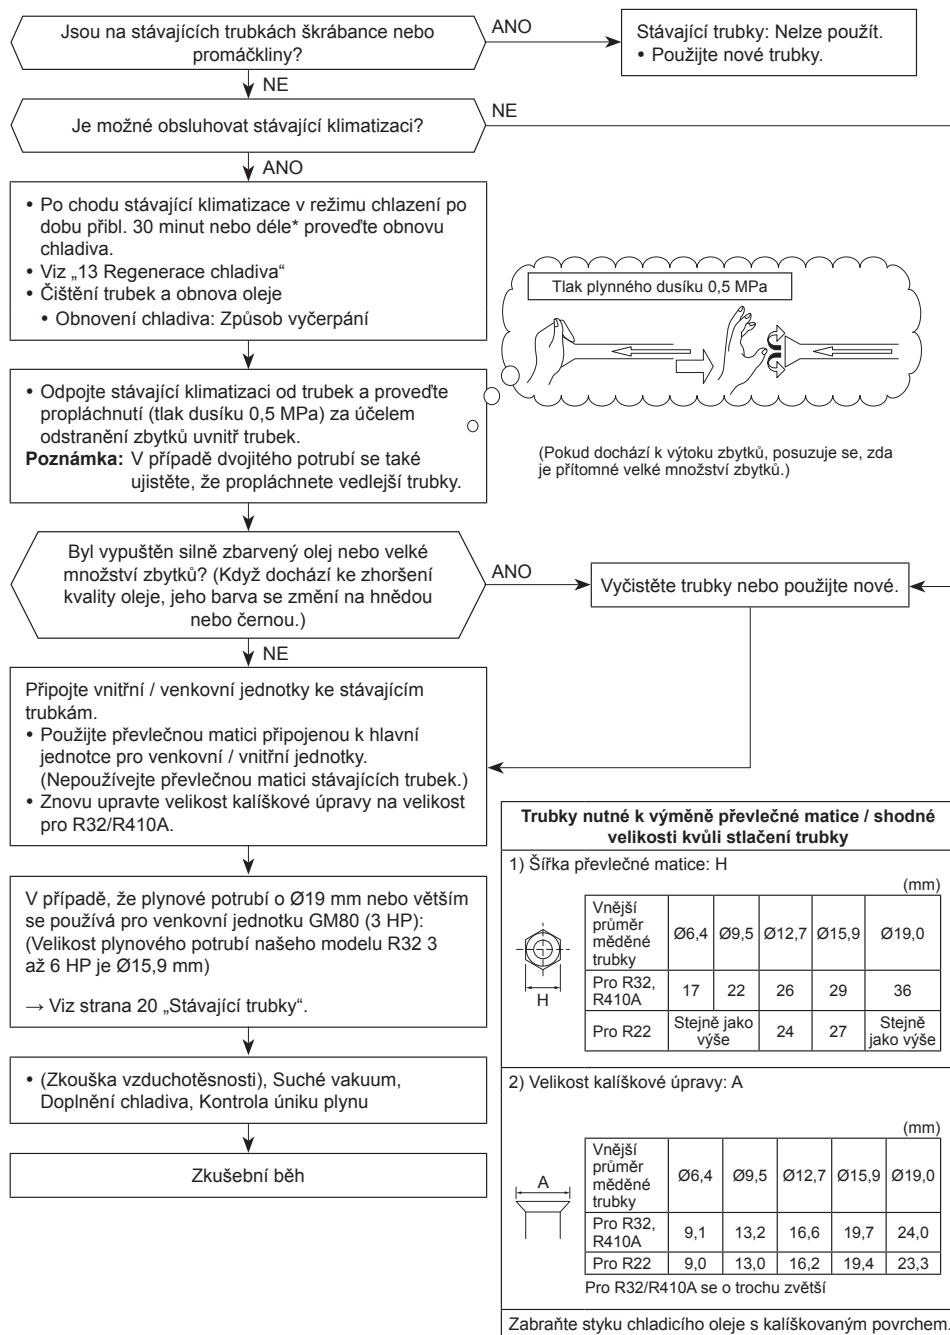 Jsou na stávajících trubkách škrábance nebo
promáčkliny?
ANO
Stávající trubky: Nelze použít.
• Použijte nové trubky.
NE
Je možné obsluhovat stávající klimatizaci?
NE
ANO
• Po chodu stávající klimatizace v režimu chlazení po
dobu přibl. 30 minut nebo déle* proveďte obnovu
chladiva.
• Viz „13 Regenerace chladiva“
• Čištění trubek a obnova oleje
• Obnovení chladiva: Způsob vyčerpání
Tlak plynného dusíku 0,5 MPa
• Odpojte stávající klimatizaci od trubek a proveďte
propláchnutí (tlak dusíku 0,5 MPa) za účelem
odstranění zbytků uvnitř trubek.
Poznámka: V případě dvojitého potrubí se také
ujistěte, že propláchnete vedlejší trubky.
(Pokud dochází k výtoku zbytků, posuzuje se, zda
je přítomné velké množství zbytků.)
Byl vypuštěn silně zbarvený olej nebo velké
množství zbytků? (Když dochází ke zhoršení
kvality oleje, jeho barva se změní na hnědou
nebo černou.)
ANO
Vyčistěte trubky nebo použijte nové.
NE
Připojte vnitřní / venkovní jednotky ke stávajícím
trubkám.
• Použijte převlečnou matici připojenou k hlavní
jednotce pro venkovní / vnitřní jednotky.
(Nepoužívejte převlečnou matici stávajících trubek.)
• Znovu upravte velikost kalíškové úpravy na velikost
pro R32/R410A.
V případě, že plynové potrubí o Ø19 mm nebo větším
se používá pro venkovní jednotku GM80 (3 HP):
(Velikost plynového potrubí našeho modelu R32 3
až 6 HP je Ø15,9 mm)
→ Viz strana 20 „Stávající trubky“.
• (Zkouška vzduchotěsnosti), Suché vakuum,
Doplnění chladiva, Kontrola úniku plynu
Zkušební běh
Trubky nutné k výměně převlečné matice / shodné
velikosti kvůli stlačení trubky
1) Šířka převlečné matice: H
(mm)
H
Vnější
průměr
měděné
trubky
Ø6,4 Ø9,5 Ø12,7 Ø15,9 Ø19,0
Pro R32,
R410A
17 22 26 29 36
Pro R22
Stejně jako
výše
24 27
Stejně
jako výše
2) Velikost kalíškové úpravy: A
(mm)
A
Vnější
průměr
měděné
trubky
Ø6,4 Ø9,5 Ø12,7 Ø15,9 Ø19,0
Pro R32,
R410A
9,1 13,2 16,6 19,7 24,0
Pro R22 9,0 13,0 16,2 19,4 23,3
Pro R32/R410A se o trochu zvětší
Zabraňte styku chladicího oleje s kalíškovaným povrchem.